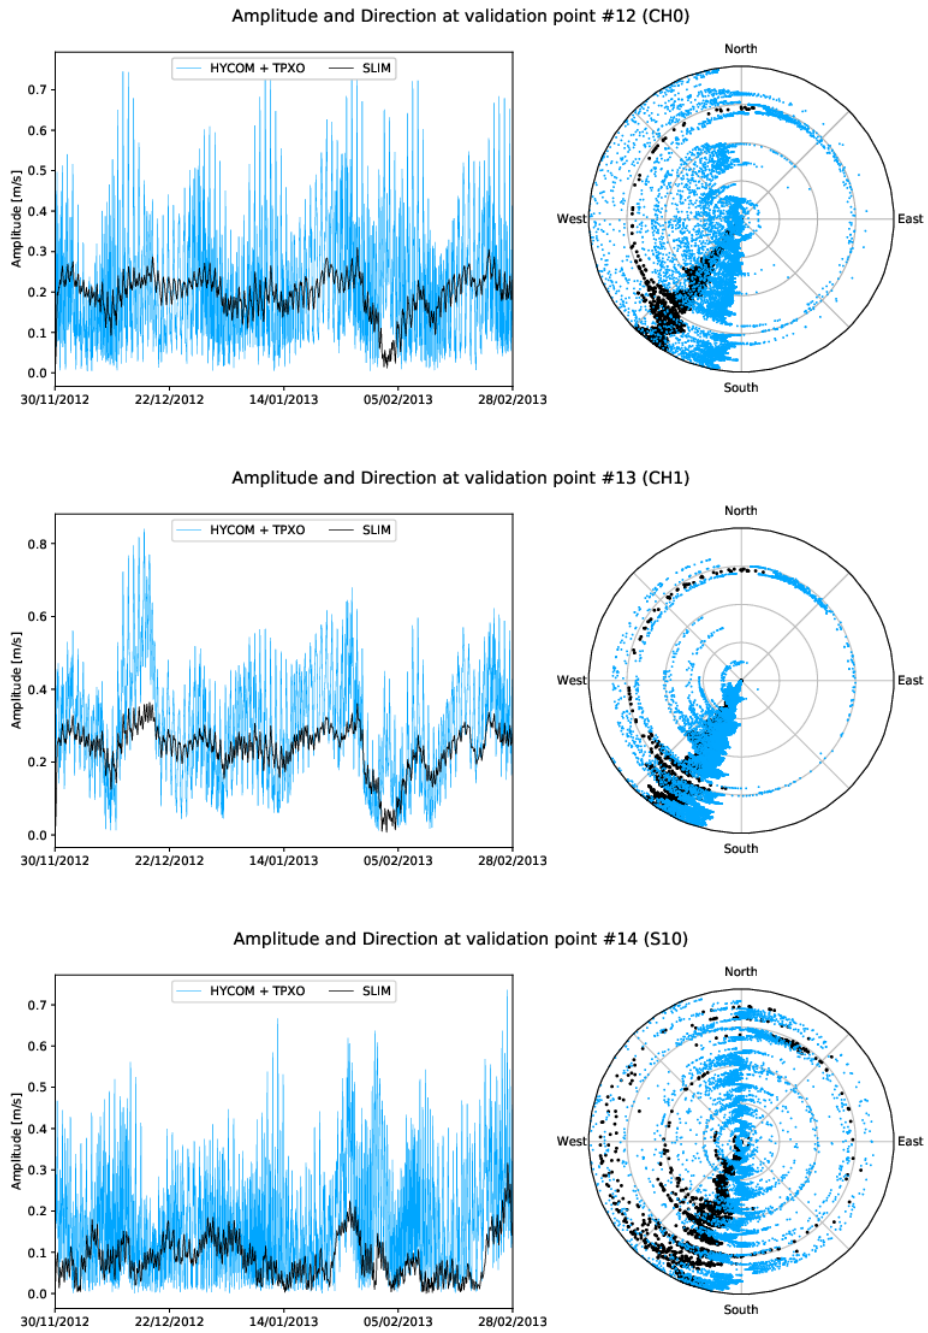 Amplitude and Direction at validation point #12 (CH0)
HYCOM + TPXO
SLIM
Amplitude [m/s]
0.7
0.6
0.5
0.4
0.3
0.2
0.1
0.0
30/11/2012
22/12/2012
14/01/2013
05/02/2013
28/02/2013
North
West
East
South
Amplitude and Direction at validation point #13 (CH1)
HYCOM + TPXO
SLIM
Amplitude [m/s]
0.8
0.6
0.4
0.2
0.0
30/11/2012
22/12/2012
14/01/2013
05/02/2013
28/02/2013
North
West
East
South
Amplitude and Direction at validation point #14 (S10)
HYCOM + TPXO
SLIM
Amplitude [m/s]
0.7
0.6
0.5
0.4
0.3
0.2
0.1
0.0
30/11/2012
22/12/2012
14/01/2013
05/02/2013
28/02/2013
North
West
East
South